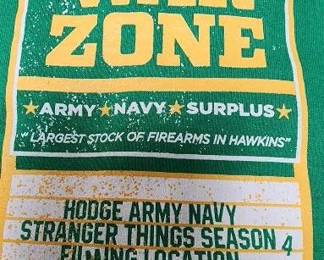 ZONE
★ARMY★NAVY★SURPLUS★
"LARGEST STOCK OF FIREARMS IN HAWKINS"
HODGE ARMY NAVY
STRANGER THINGS SEASON 4
FILMING LOCATION